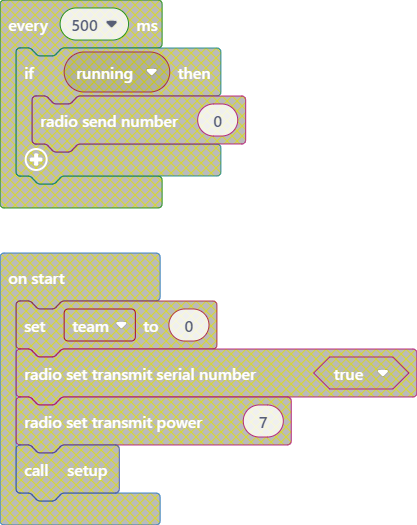 every 500 ms
if running then
radio send number 0
on start
set team to 0
radio set transmit serial number true
radio set transmit power 7
call setup